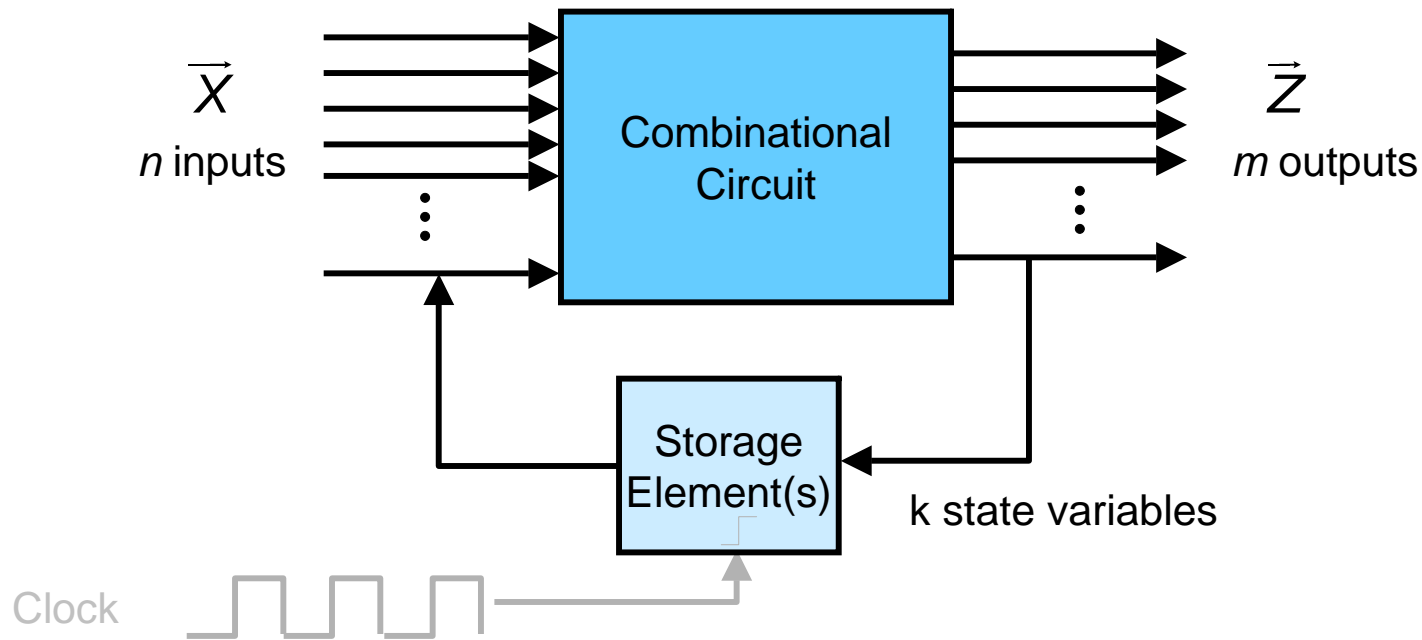 X
n inputs
Combinational
Circuit
Z
m outputs
Storage
Element(s)
k state variables
Clock